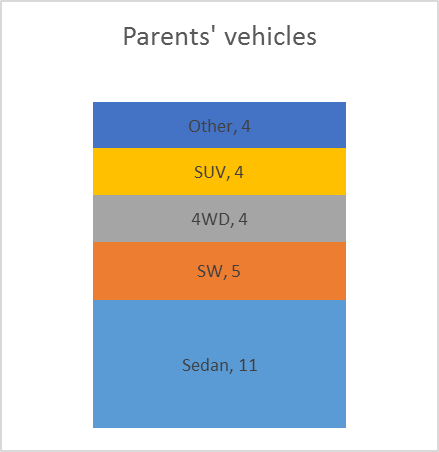 Parents' vehicles
Other, 4
SUV, 4
4WD, 4
SW, 5
Sedan, 11